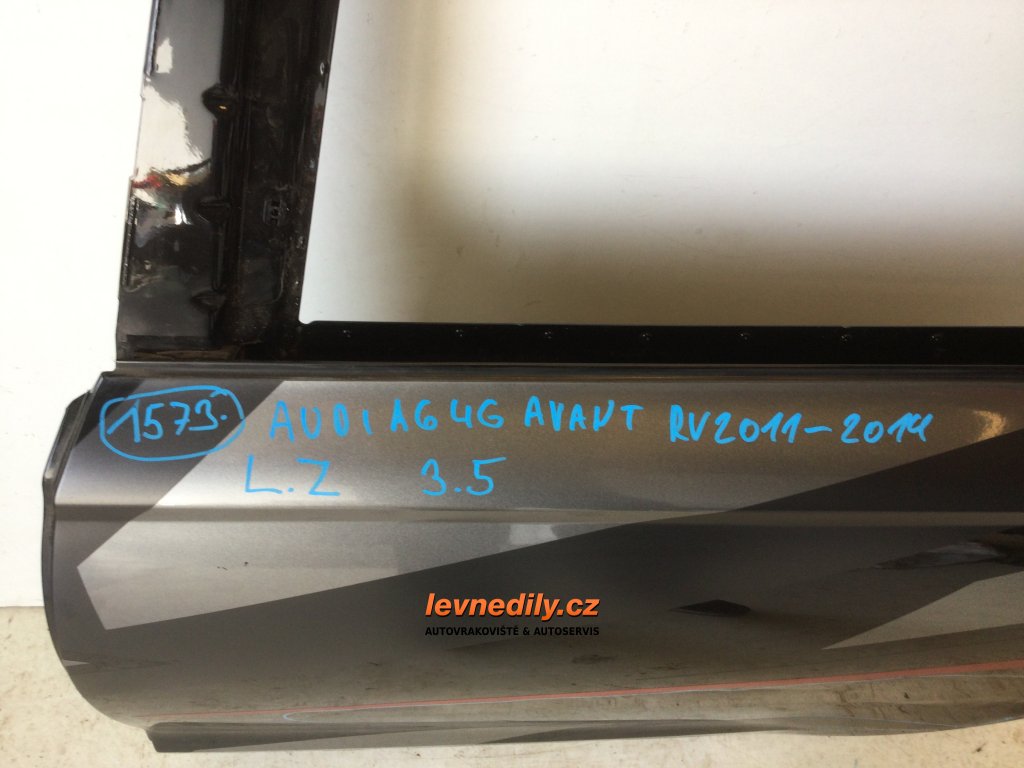 1573. AUDI A6 4G AVANT RV2011-2014
L.Z 3.5
levnedily.cz
AUTOVRAKOVIŠTĚ & AUTOSERVIS